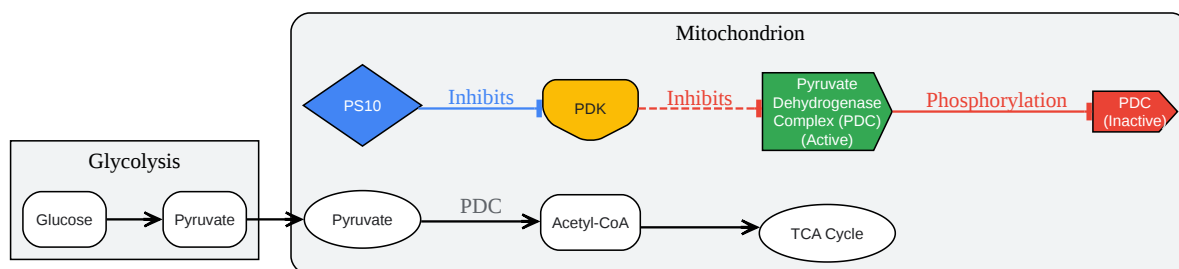 Mitochondrion
PS10
Inhibits
PDK
Inhibits
Pyruvate
Dehydrogenase
Complex (PDC)
(Active)
Phosphorylation
PDC
(Inactive)
Glycolysis
Glucose
Pyruvate
Pyruvate
PDC
Acetyl-CoA
TCA Cycle